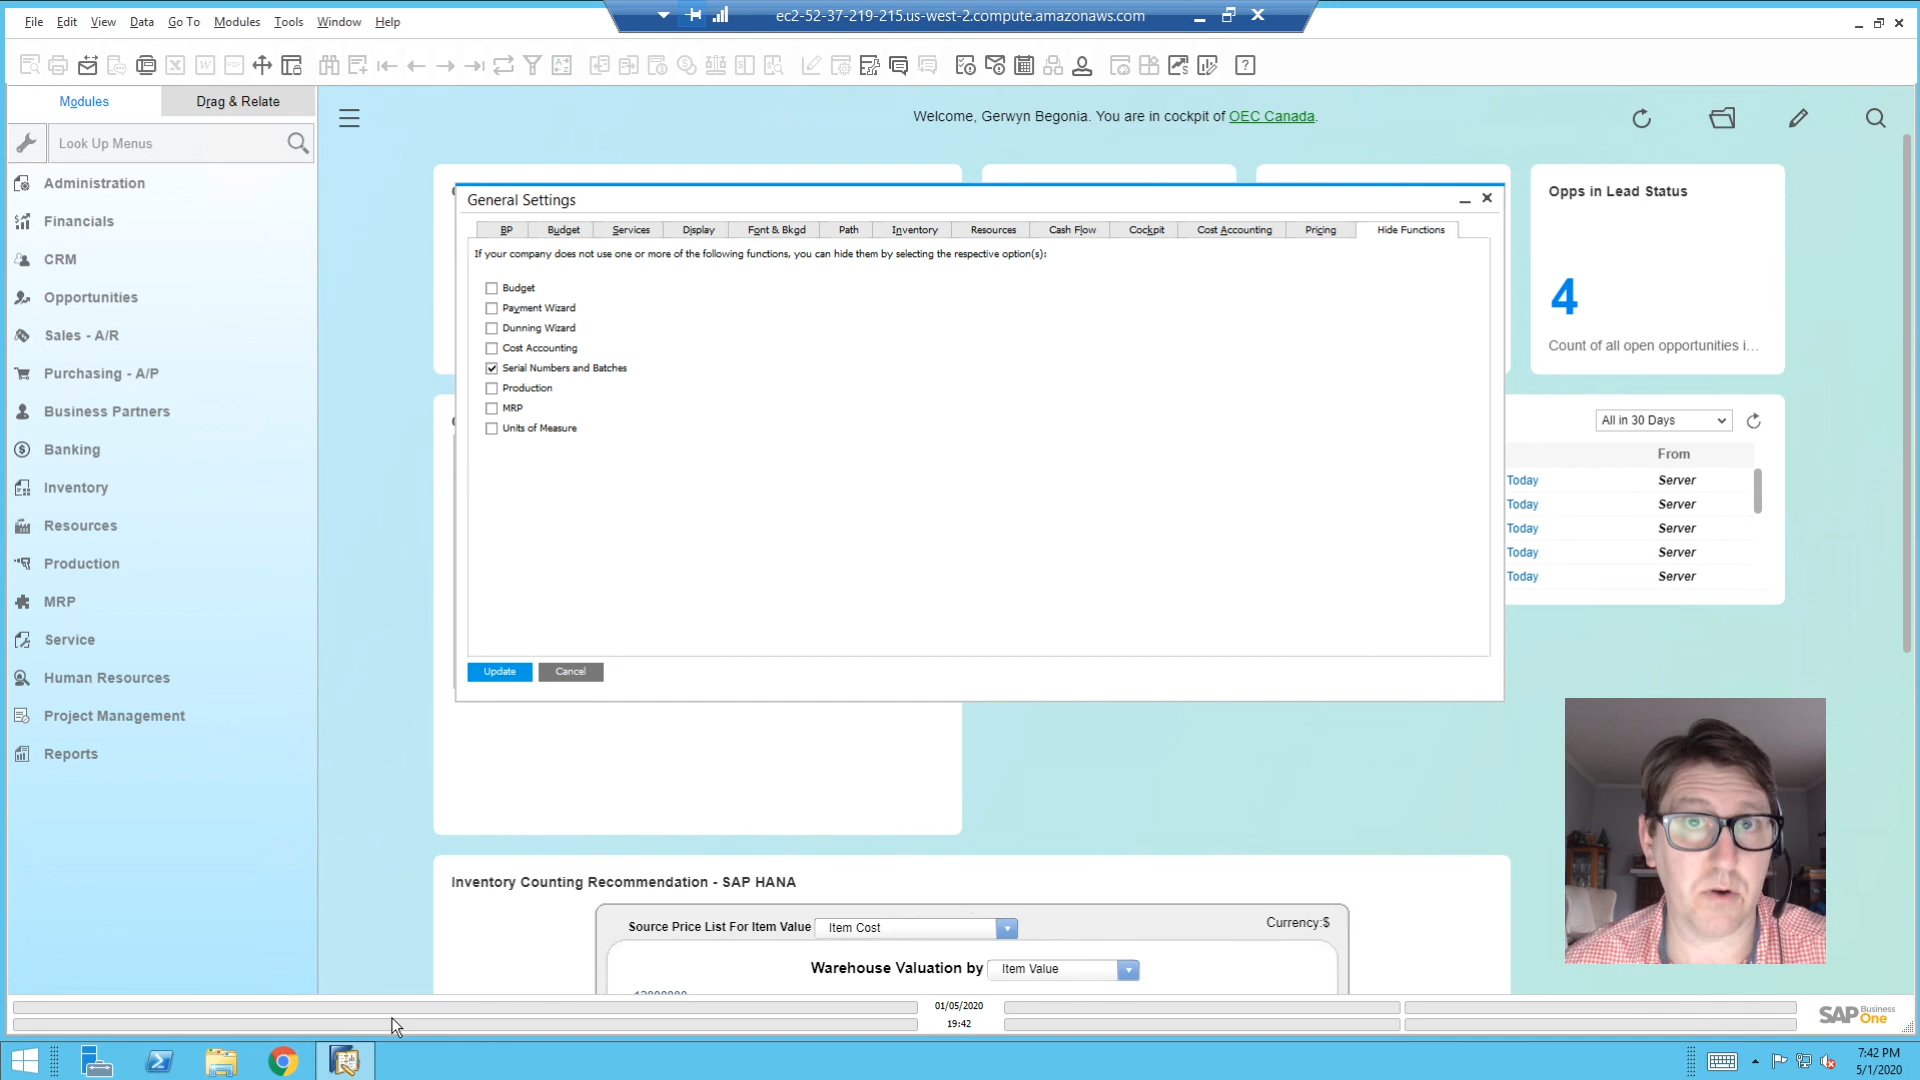 File Edit View Data Go To Modules Tools Window Help
ec2-52-37-219-215.us-west-2.compute.amazonaws.com
Modules
Drag & Relate
Look Up Menus
Administration
Financials
CRM
Opportunities
Sales - A/R
Purchasing - A/P
Business Partners
Banking
Inventory
Resources
Production
MRP
Service
Human Resources
Project Management
Reports
Welcome, Gerwyn Begonia. You are in cockpit of OEC Canada.
General Settings
BP Budget Services Display Font & Bkgd Path Inventory Resources Cash Flow Cockpit Cost Accounting Pricing Hide Functions
If your company does not use one or more of the following functions, you can hide them by selecting the respective option(s):
Budget
Payment Wizard
Dunning Wizard
Cost Accounting
Serial Numbers and Batches
Production
MRP
Units of Measure
Update Cancel
Opps in Lead Status
4
Count of all open opportunities i...
All in 30 Days
From
Today Server
Today Server
Today Server
Today Server
Today Server
Inventory Counting Recommendation - SAP HANA
Source Price List For Item Value Item Cost
Currency:$
Warehouse Valuation by Item Value
01/05/2020
19:42
SAP Business One
7:42 PM
5/1/2020